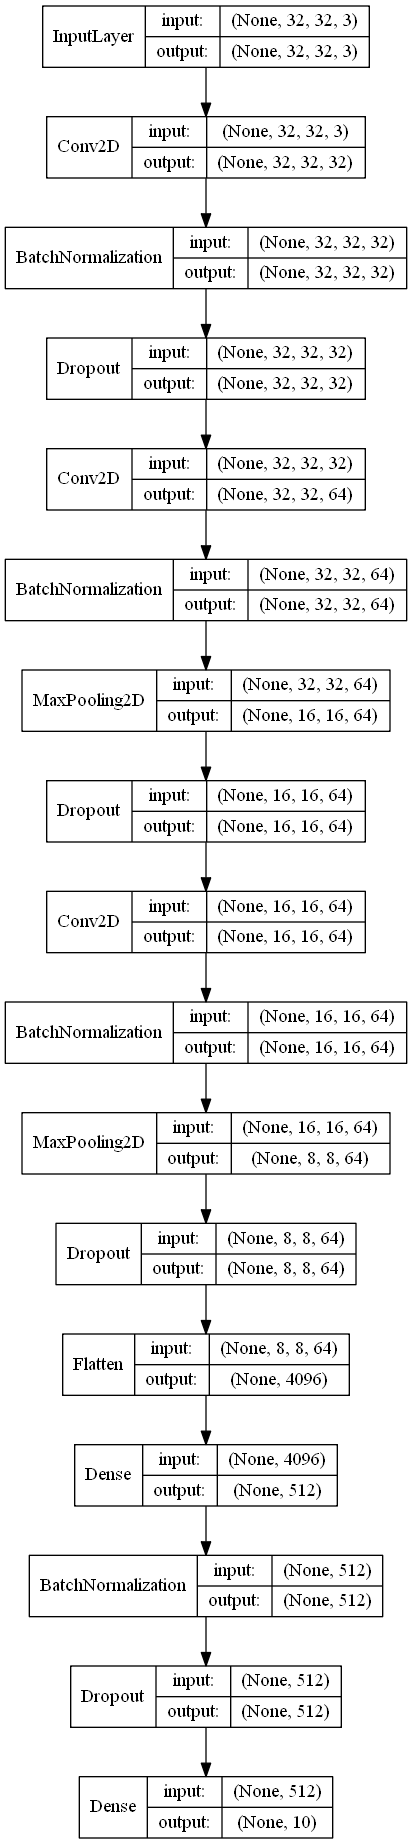 InputLayer
input: (None, 32, 32, 3)
output: (None, 32, 32, 3)
Conv2D
input: (None, 32, 32, 3)
output: (None, 32, 32, 32)
BatchNormalization
input: (None, 32, 32, 32)
output: (None, 32, 32, 32)
Dropout
input: (None, 32, 32, 32)
output: (None, 32, 32, 32)
Conv2D
input: (None, 32, 32, 32)
output: (None, 32, 32, 64)
BatchNormalization
input: (None, 32, 32, 64)
output: (None, 32, 32, 64)
MaxPooling2D
input: (None, 32, 32, 64)
output: (None, 16, 16, 64)
Dropout
input: (None, 16, 16, 64)
output: (None, 16, 16, 64)
Conv2D
input: (None, 16, 16, 64)
output: (None, 16, 16, 64)
BatchNormalization
input: (None, 16, 16, 64)
output: (None, 16, 16, 64)
MaxPooling2D
input: (None, 16, 16, 64)
output: (None, 8, 8, 64)
Dropout
input: (None, 8, 8, 64)
output: (None, 8, 8, 64)
Flatten
input: (None, 8, 8, 64)
output: (None, 4096)
Dense
input: (None, 4096)
output: (None, 512)
BatchNormalization
input: (None, 512)
output: (None, 512)
Dropout
input: (None, 512)
output: (None, 512)
Dense
input: (None, 512)
output: (None, 10)